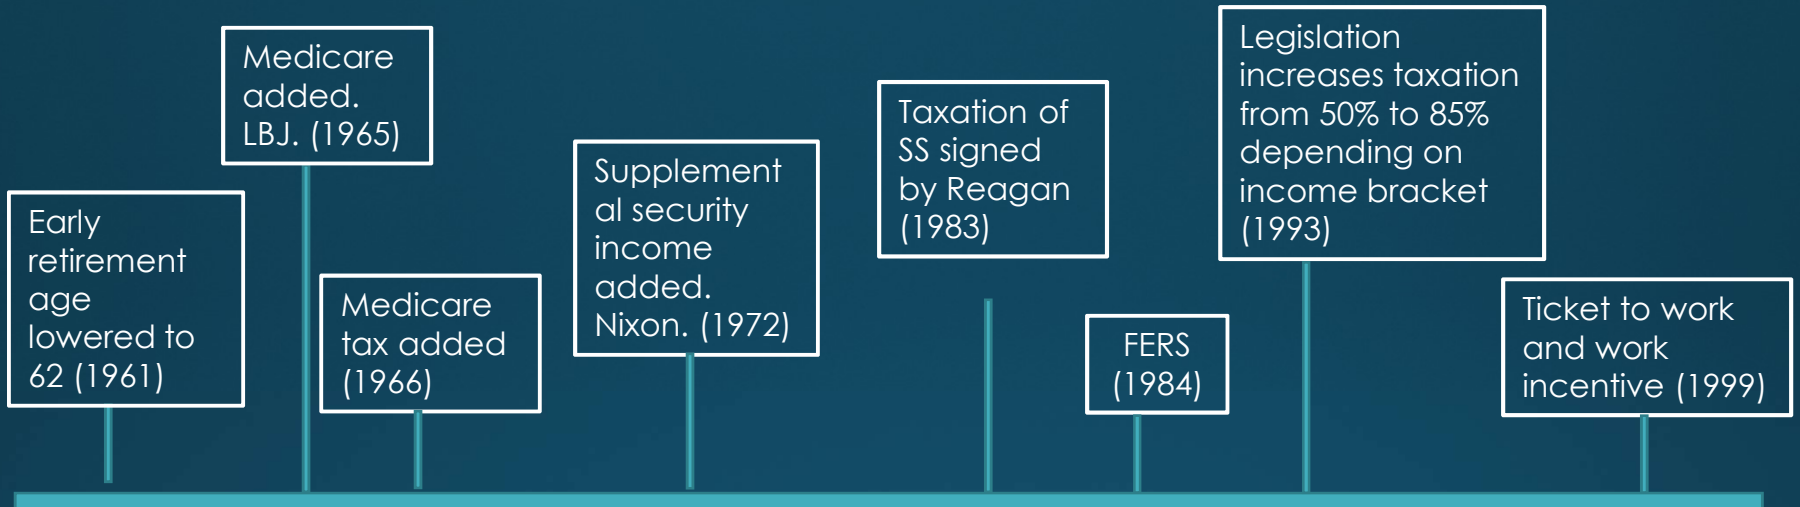 Early
retirement
age
lowered to
62 (1961)
Medicare
added.
LBJ. (1965)
Medicare
tax added
(1966)
Supplement
al security
income
added.
Nixon. (1972)
Taxation of
SS signed
by Reagan
(1983)
FERS
(1984)
Legislation
increases taxation
from 50% to 85%
depending on
income bracket
(1993)
Ticket to work
and work
incentive (1999)